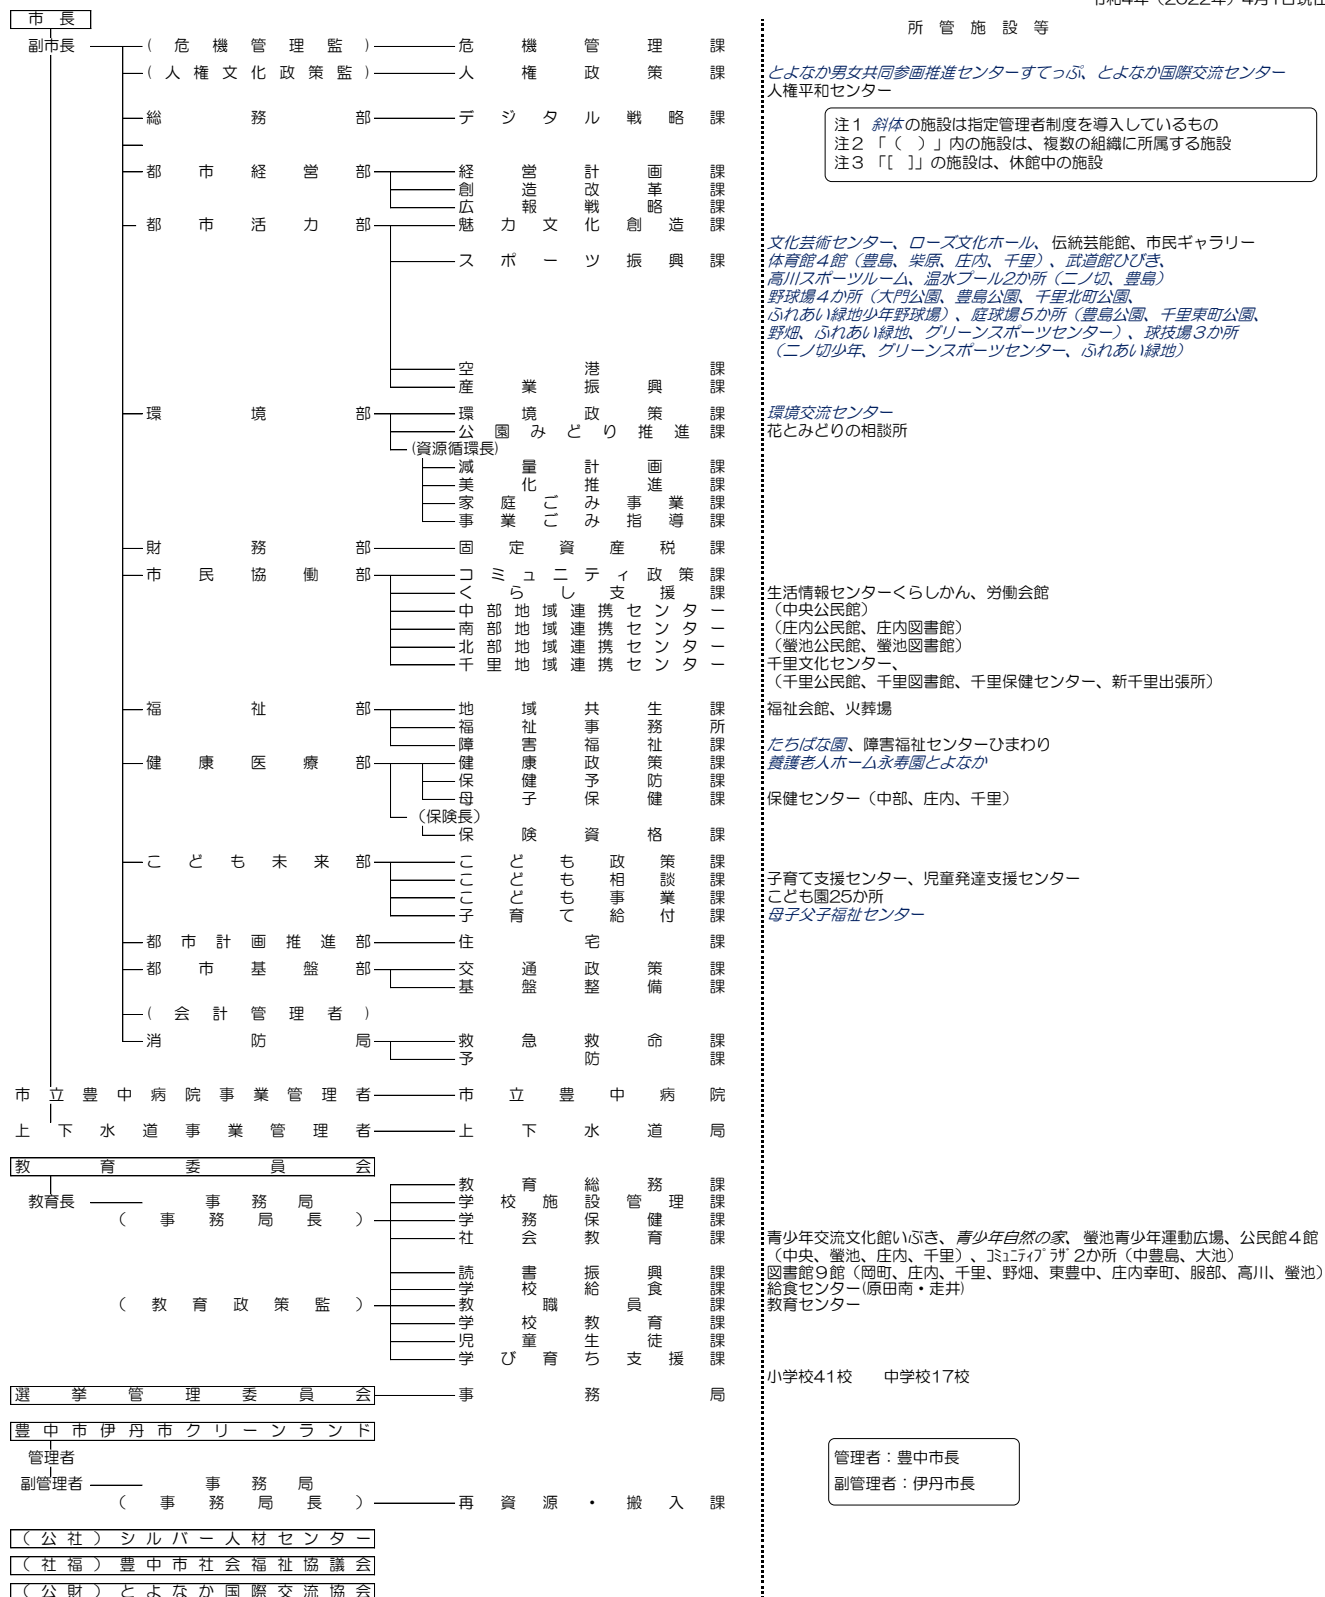 令和4年（2022年）4月1日現在
市長
所管施設等
副市長 (危機管理監) 危機管理課
(人権文化政策監) 人権政策課 とよなか男女共同参画推進センターすてっぷ、とよなか国際交流センター
人権平和センター
総務部 デジタル戦略課
注1 斜体の施設は指定管理者制度を導入しているもの
注2 「（ ）」内の施設は、複数の組織に所属する施設
注3 「[ ]」の施設は、休館中の施設
都市経営部 経営計画課
創造改革課
広報戦略課
都市活力部 魅力文化創造課
文化芸術センター、ローズ文化ホール、伝統芸能館、市民ギャラリー
スポーツ振興課 体育館4館（豊島、柴原、庄内、千里）、武道館ひびき、
高川スポーツルーム、温水プール2か所（二ノ切、豊島）
野球場4か所（大門公園、豊島公園、千里北町公園、
ふれあい緑地少年野球場）、庭球場5か所（豊島公園、千里東町公園、
野畑、ふれあい緑地、グリーンスポーツセンター）、球技場3か所
（二ノ切少年、グリーンスポーツセンター、ふれあい緑地）
空港課
産業振興課
環境部 環境政策課 環境交流センター
公園みどり推進課 花とみどりの相談所
(資源循環長)
減量計画課
美化推進課
家庭ごみ事業課
事業ごみ指導課
財務部 固定資産税課
市民協働部 コミュニティ政策課
くらし支援課 生活情報センターくらしかん、労働会館
中部地域連携センター （中央公民館）
南部地域連携センター （庄内公民館、庄内図書館）
北部地域連携センター （螢池公民館、螢池図書館）
千里地域連携センター 千里文化センター、
（千里公民館、千里図書館、千里保健センター、新千里出張所）
福祉部 地域共生課 福祉会館、火葬場
福祉事務所
障害福祉課 たちばな園、障害福祉センターひまわり
健康医療部 健康政策課 養護老人ホーム永寿園とよなか
保健予防課
母子保健課 保健センター（中部、庄内、千里）
（保険長）
保険資格課
こども未来部 こども政策課
こども相談課 子育て支援センター、児童発達支援センター
こども事業課 こども園25か所
子育て給付課 母子父子福祉センター
都市計画推進部 住宅課
都市基盤部 交通政策課
基盤整備課
(会計管理者)
消防局 救急救命課
予防課
市立豊中病院事業管理者 市立豊中病院
上下水道事業管理者 上下水道局
教育委員会
教育総務課
教育長 事務局 学校施設管理課
（事務局長） 学務保健課
社会教育課 青少年交流文化館いぶき、青少年自然の家、螢池青少年運動広場、公民館4館
（中央、螢池、庄内、千里）、ｺﾐｭﾆﾃｨﾌﾟﾗｻﾞ2か所（中豊島、大池）
読書振興課 図書館9館（岡町、庄内、千里、野畑、東豊中、庄内幸町、服部、高川、螢池）
学校給食課 給食センター(原田南・走井)
（教育政策監） 教職員課 教育センター
学校教育課
児童生徒課
学び育ち支援課
小学校41校 中学校17校
選挙管理委員会 事務局
豊中市伊丹市クリーンランド
管理者
管理者：豊中市長
副管理者 事務局
副管理者：伊丹市長
（事務局長） 再資源・搬入課
（公社）シルバー人材センター
（社福）豊中市社会福祉協議会
（公財）とよなか国際交流協会